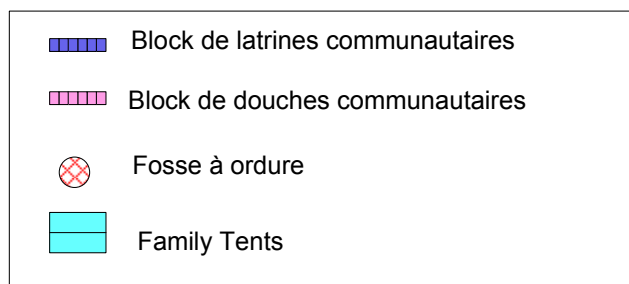 Block de latrines communautaires
Block de douches communautaires
Fosse à ordure
Family Tents